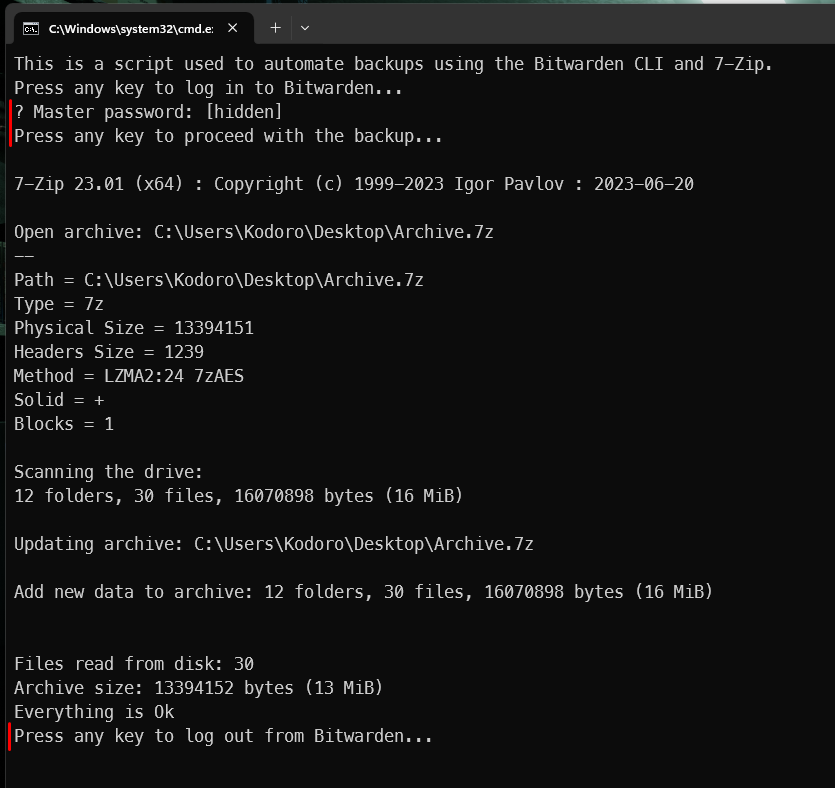 C:\Windows\system32\cmd.e:
This is a script used to automate backups using the Bitwarden CLI and 7-Zip.
Press any key to log in to Bitwarden...
? Master password: [hidden]
Press any key to proceed with the backup...
7-Zip 23.01 (x64) : Copyright (c) 1999-2023 Igor Pavlov : 2023-06-20
Open archive: C:\Users\Kodoro\Desktop\Archive.7z
--
Path = C:\Users\Kodoro\Desktop\Archive.7z
Type = 7z
Physical Size = 13394151
Headers Size = 1239
Method = LZMA2:24 7zAES
Solid = +
Blocks = 1
Scanning the drive:
12 folders, 30 files, 16070898 bytes (16 MiB)
Updating archive: C:\Users\Kodoro\Desktop\Archive.7z
Add new data to archive: 12 folders, 30 files, 16070898 bytes (16 MiB)
Files read from disk: 30
Archive size: 13394152 bytes (13 MiB)
Everything is Ok
Press any key to log out from Bitwarden...